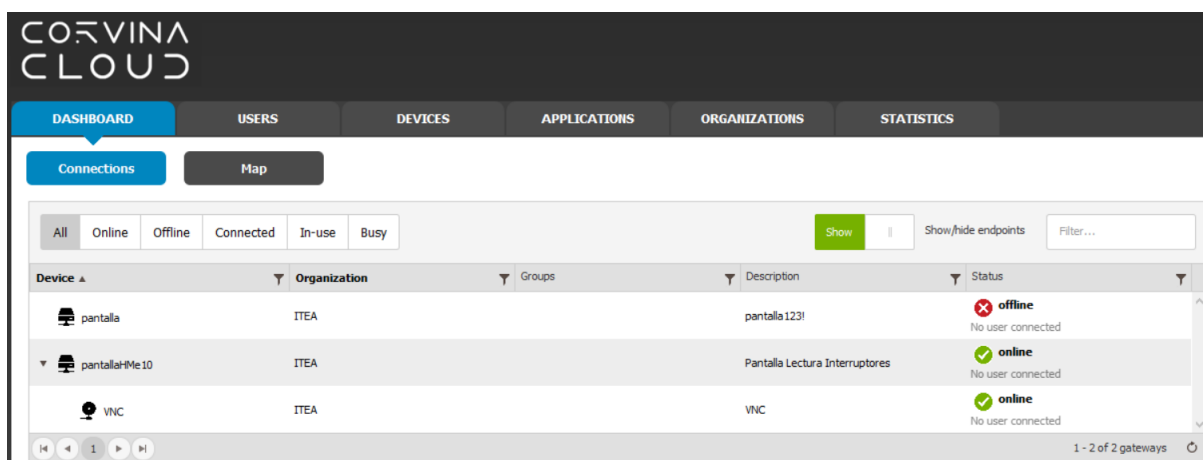 CORVINA
CLOUD
DASHBOARD USERS DEVICES APPLICATIONS ORGANIZATIONS STATISTICS
Connections Map
All Online Offline Connected In-use Busy Show Show/hide endpoints Filter...
Device Organization Groups Description Status
pantalla ITEA pantalla123! offline
No user connected
pantallaHMe10 ITEA Pantalla Lectura Interruptores online
No user connected
VNC ITEA VNC online
No user connected
1 1 - 2 of 2 gateways